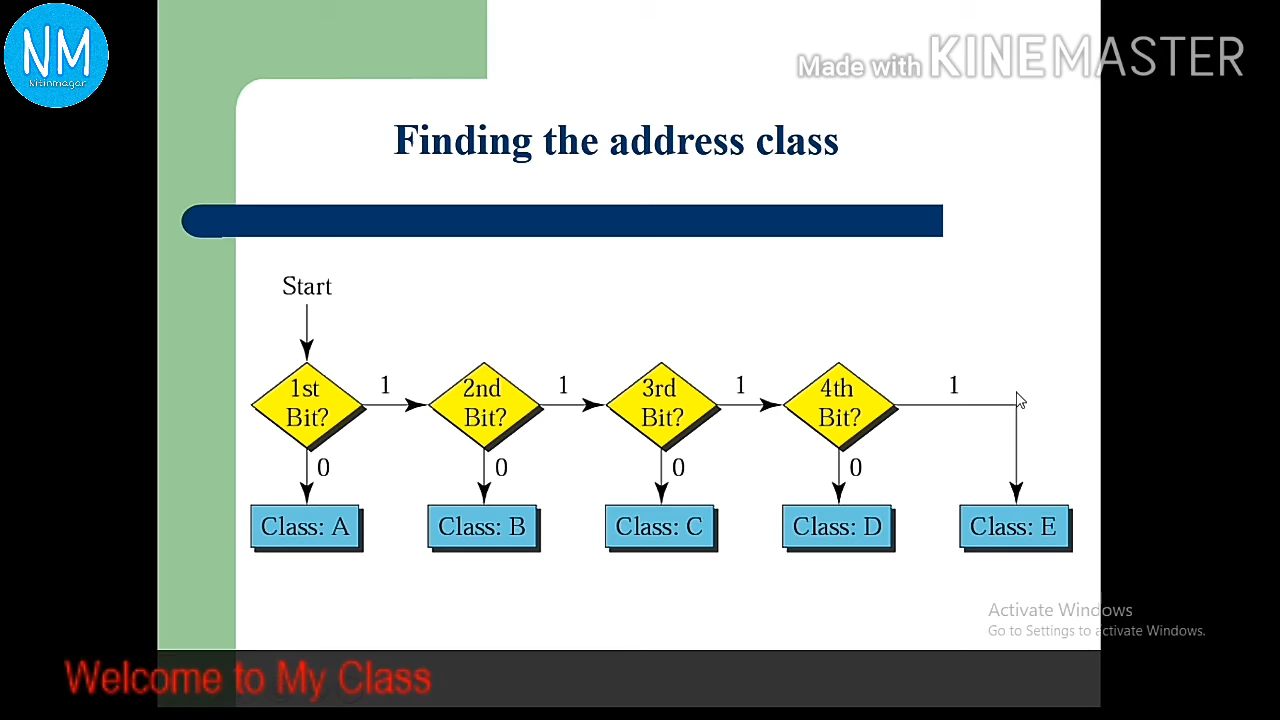 NM
Nitinmagar
Made with KINEMASTER
Finding the address class
Start
1st Bit?
1
2nd Bit?
1
3rd Bit?
1
4th Bit?
1
0
0
0
0
Class: A
Class: B
Class: C
Class: D
Class: E
Activate Windows
Go to Settings to activate Windows.
Welcome to My Class